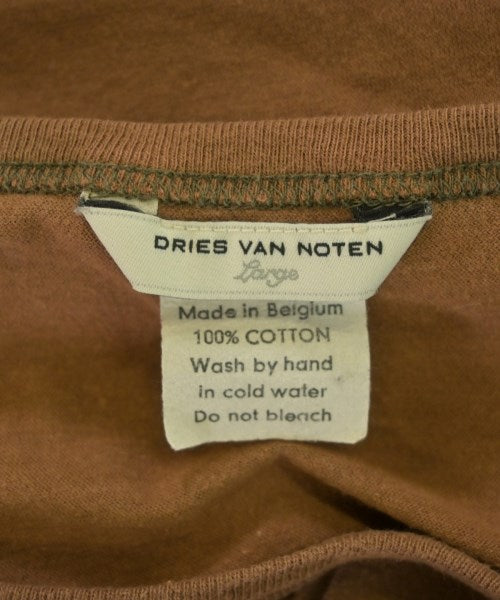 DRIES VAN NOTEN
Large
Made in Belgium
100% COTTON
Wash by hand
in cold water
Do not bleach